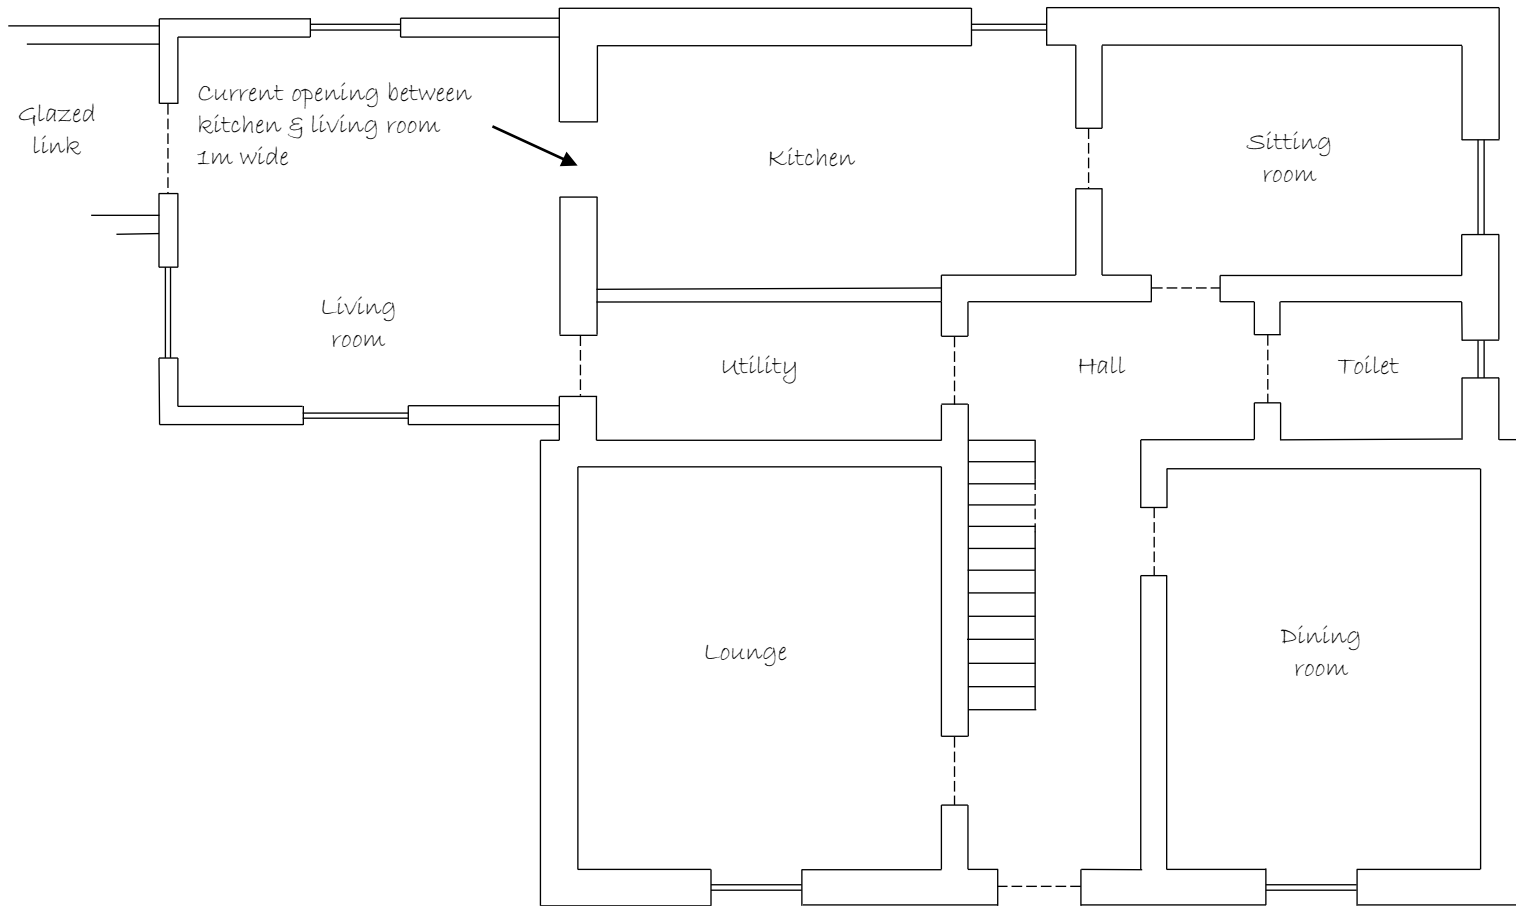 Glazed
link
Current opening between
kitchen & living room
1m wide
Kitchen
Sitting
room
Living
room
Utility
Hall
Toilet
Lounge
Dining
room